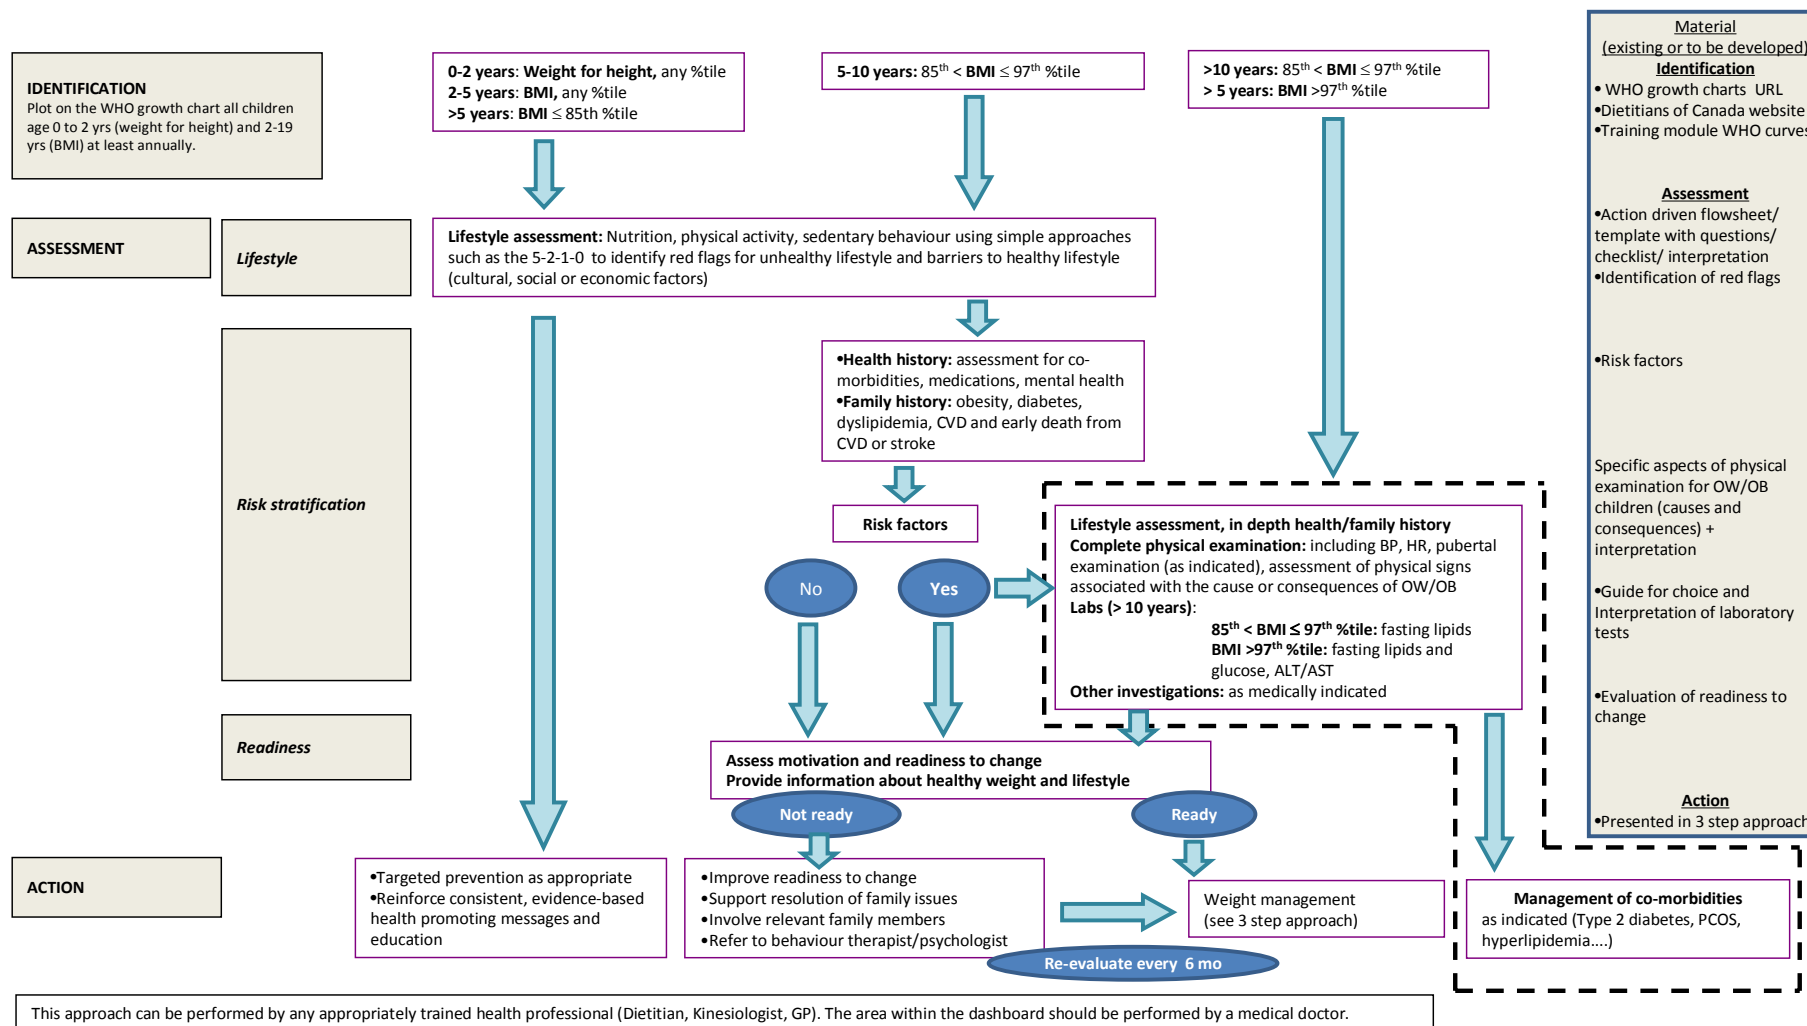 IDENTIFICATION
Plot on the WHO growth chart all children
age 0 to 2 yrs (weight for height) and 2-19
yrs (BMI) at least annually.
0-2 years: Weight for height, any %tile
2-5 years: BMI, any %tile
>5 years: BMI ≤ 85th %tile
5-10 years: 85th < BMI ≤ 97th %tile
>10 years: 85th < BMI ≤ 97th %tile
> 5 years: BMI >97th %tile
ASSESSMENT
Lifestyle
Lifestyle assessment: Nutrition, physical activity, sedentary behaviour using simple approaches
such as the 5-2-1-0 to identify red flags for unhealthy lifestyle and barriers to healthy lifestyle
(cultural, social or economic factors)
Risk stratification
•Health history: assessment for co-
morbidities, medications, mental health
•Family history: obesity, diabetes,
dyslipidemia, CVD and early death from
CVD or stroke
Risk factors
No
Yes
Lifestyle assessment, in depth health/family history
Complete physical examination: including BP, HR, pubertal
examination (as indicated), assessment of physical signs
associated with the cause or consequences of OW/OB
Labs (> 10 years):
85th < BMI ≤ 97th %tile: fasting lipids
BMI >97th %tile: fasting lipids and
glucose, ALT/AST
Other investigations: as medically indicated
Readiness
Assess motivation and readiness to change
Provide information about healthy weight and lifestyle
Not ready
Ready
ACTION
•Targeted prevention as appropriate
•Reinforce consistent, evidence-based
health promoting messages and
education
•Improve readiness to change
•Support resolution of family issues
•Involve relevant family members
•Refer to behaviour therapist/psychologist
Re-evaluate every 6 mo
Weight management
(see 3 step approach)
Management of co-morbidities
as indicated (Type 2 diabetes, PCOS,
hyperlipidemia....)
Material
(existing or to be developed)
Identification
• WHO growth charts URL
•Dietitians of Canada website
•Training module WHO curves
Assessment
•Action driven flowsheet/
template with questions/
checklist/ interpretation
•Identification of red flags
•Risk factors
Specific aspects of physical
examination for OW/OB
children (causes and
consequences) +
interpretation
•Guide for choice and
Interpretation of laboratory
tests
•Evaluation of readiness to
change
Action
•Presented in 3 step approach
This approach can be performed by any appropriately trained health professional (Dietitian, Kinesiologist, GP). The area within the dashboard should be performed by a medical doctor.